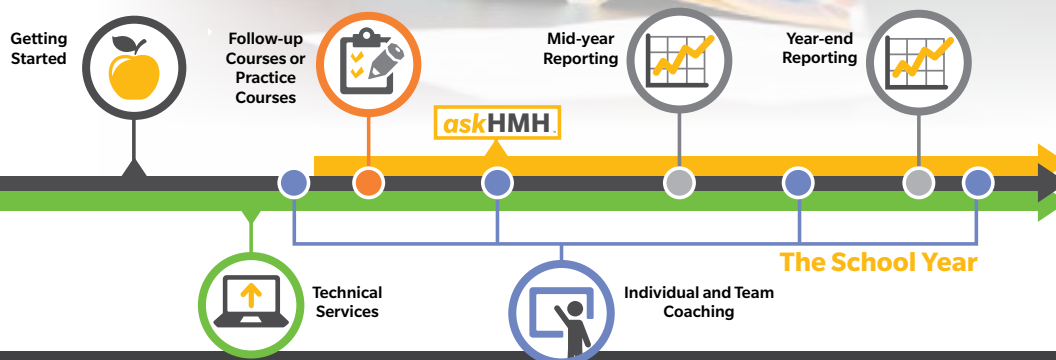 Getting
Started
Follow-up
Courses or
Practice
Courses
askHMH
Mid-year
Reporting
Year-end
Reporting
The School Year
Technical
Services
Individual and Team
Coaching